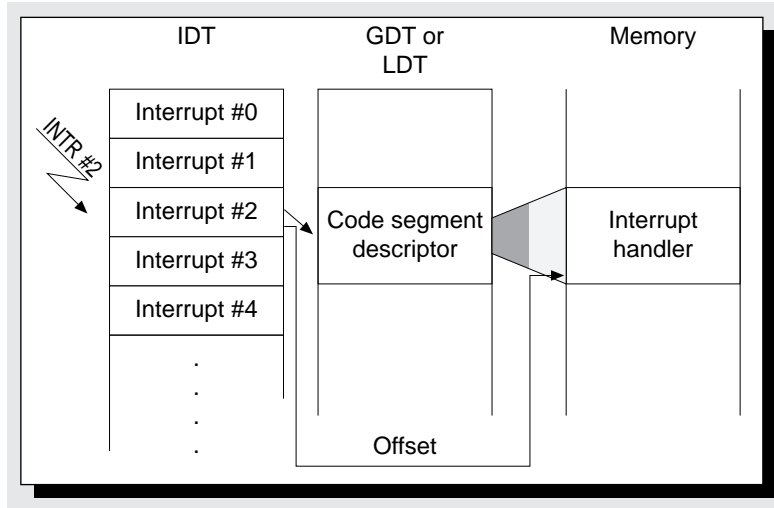 IDT
GDT or
LDT
Memory
INTR #2
Interrupt #0
Interrupt #1
Interrupt #2
Interrupt #3
Interrupt #4
.
.
.
.
Code segment
descriptor
Interrupt
handler
Offset